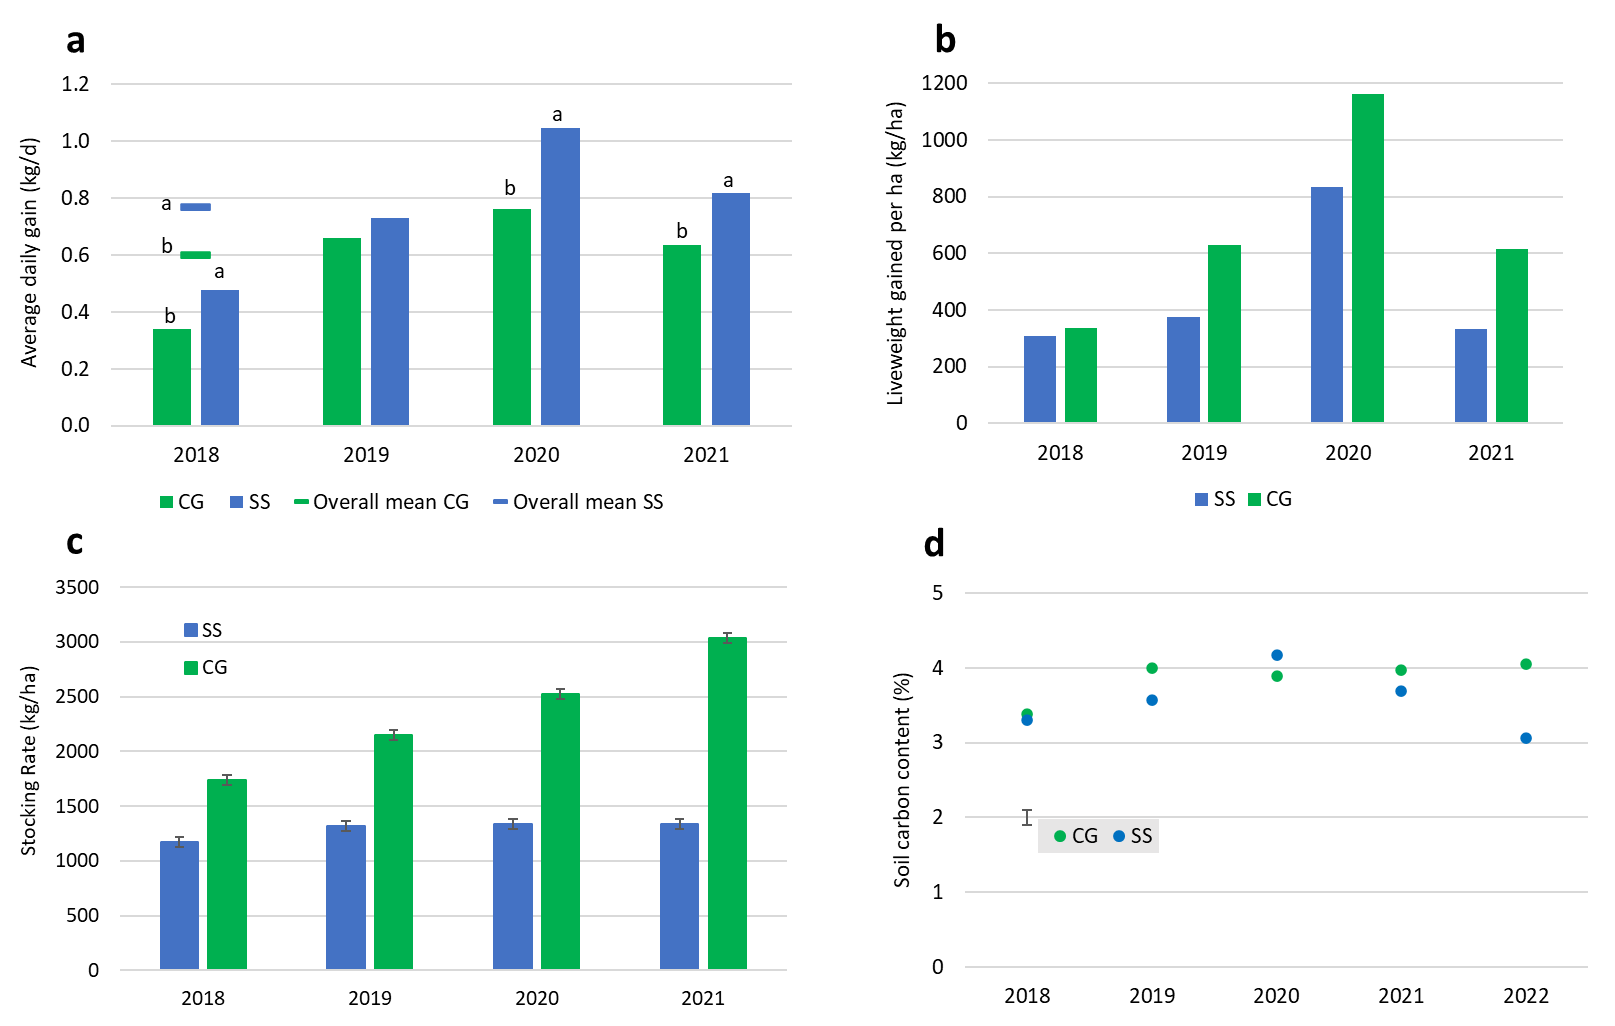 a
Average daily gain (kg/d)
1.2
1.0
0.8
0.6
0.4
0.2
0.0
a
b
b
a
b
a
b
a
2018 2019 2020 2021
CG SS Overall mean CG Overall mean SS
b
Liveweight gained per ha (kg/ha)
1200
1000
800
600
400
200
0
2018 2019 2020 2021
SS CG
c
Stocking Rate (kg/ha)
3500
3000
2500
2000
1500
1000
500
0
SS
CG
2018 2019 2020 2021
d
Soil carbon content (%)
5
4
3
2
1
0
CG SS
2018 2019 2020 2021 2022